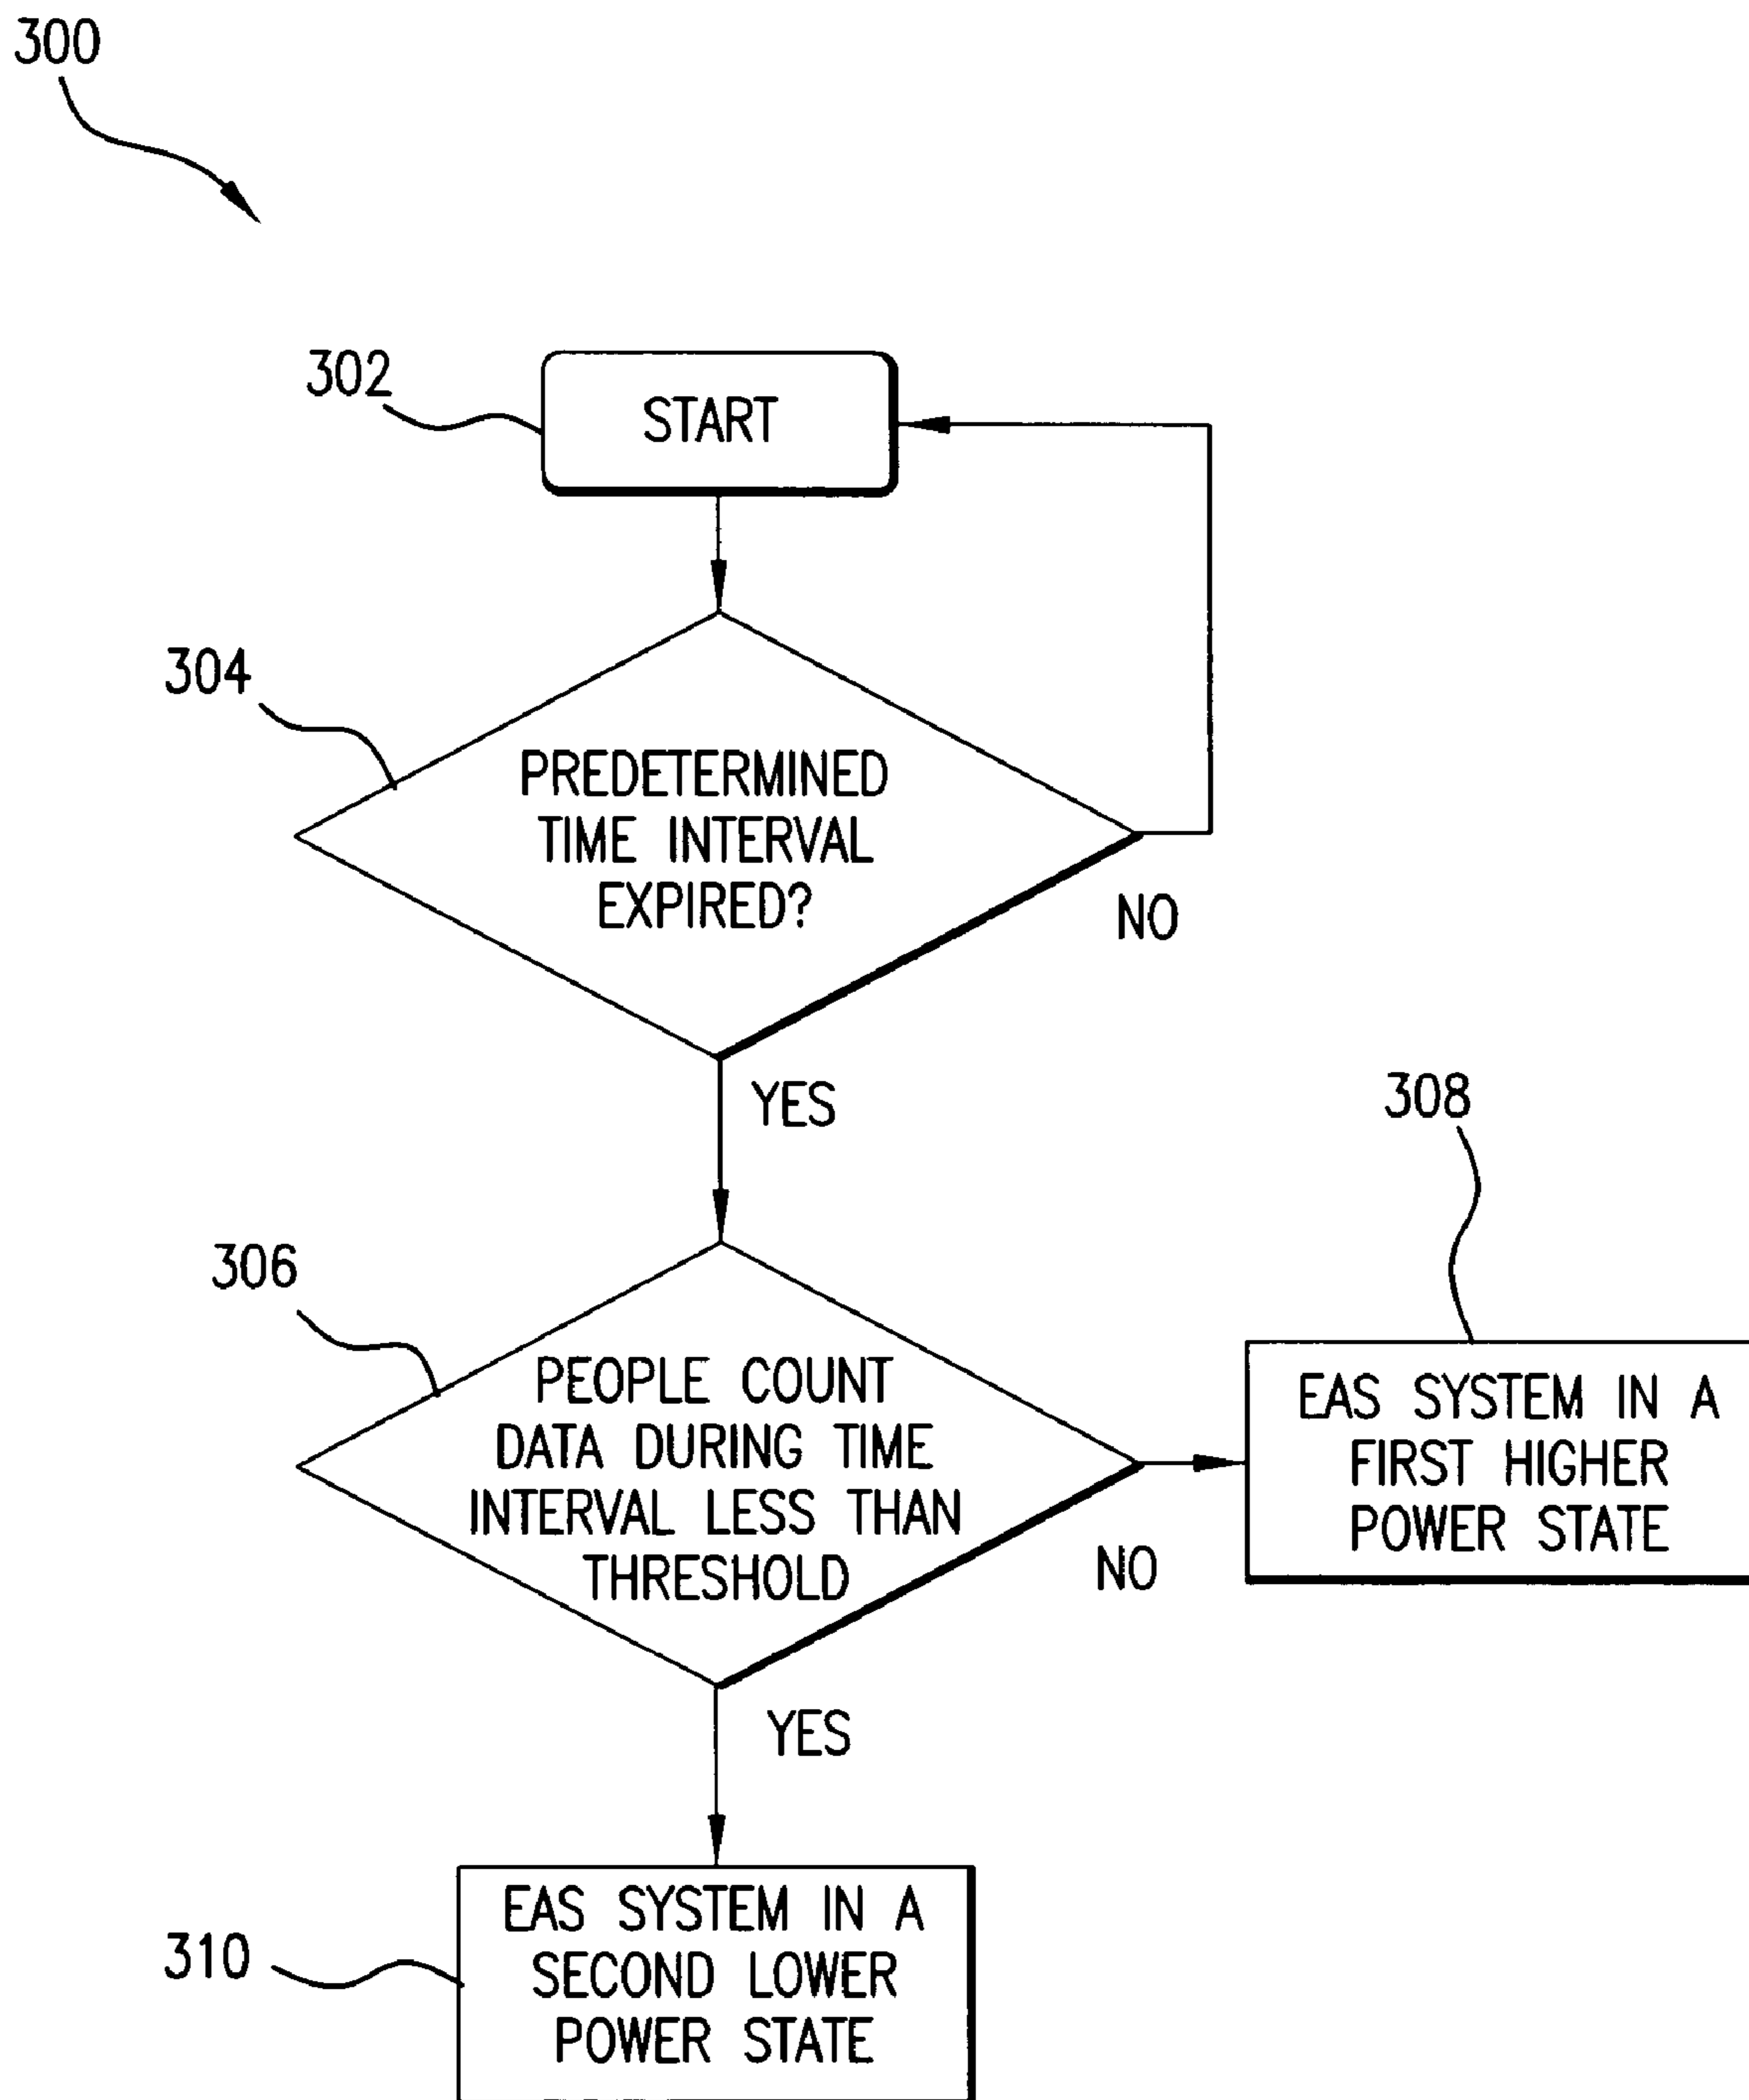 300
302
START
304
PREDETERMINED
TIME INTERVAL
EXPIRED?
NO
YES
308
306
PEOPLE COUNT
DATA DURING TIME
INTERVAL LESS THAN
THRESHOLD
NO
EAS SYSTEM IN A
FIRST HIGHER
POWER STATE
YES
310
EAS SYSTEM IN A
SECOND LOWER
POWER STATE